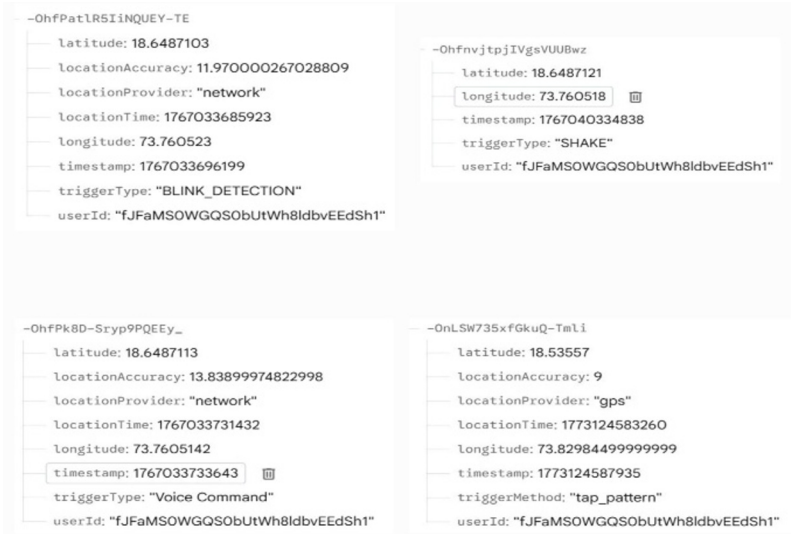 -OhfPatlR5IiNQUEY-TE
latitude: 18.6487103
locationAccuracy: 11.970000267028809
locationProvider: "network"
locationTime: 1767033685923
longitude: 73.760523
timestamp: 1767033696199
triggerType: "BLINK_DETECTION"
userId: "fJFaMS0WGQS0bUtWh8ldbvEEdSh1"
-OhfnvjtpjIVgsVUUBwz
latitude: 18.6487121
longitude: 73.760518
timestamp: 1767040334838
triggerType: "SHAKE"
userId: "fJFaMS0WGQS0bUtWh8ldbvEEdSh1"
-OhfPk8D-Sryp9PQEEy_
latitude: 18.6487113
locationAccuracy: 13.83899974822998
locationProvider: "network"
locationTime: 1767033731432
longitude: 73.7605142
timestamp: 1767033733643
triggerType: "Voice Command"
userId: "fJFaMS0WGQS0bUtWh8ldbvEEdSh1"
-OnLSW735xfGkuQ-Tmli
latitude: 18.53557
locationAccuracy: 9
locationProvider: "gps"
locationTime: 1773124583260
longitude: 73.82984499999999
timestamp: 1773124587935
triggerMethod: "tap_pattern"
userId: "fJFaMS0WGQS0bUtWh8ldbvEEdSh1"